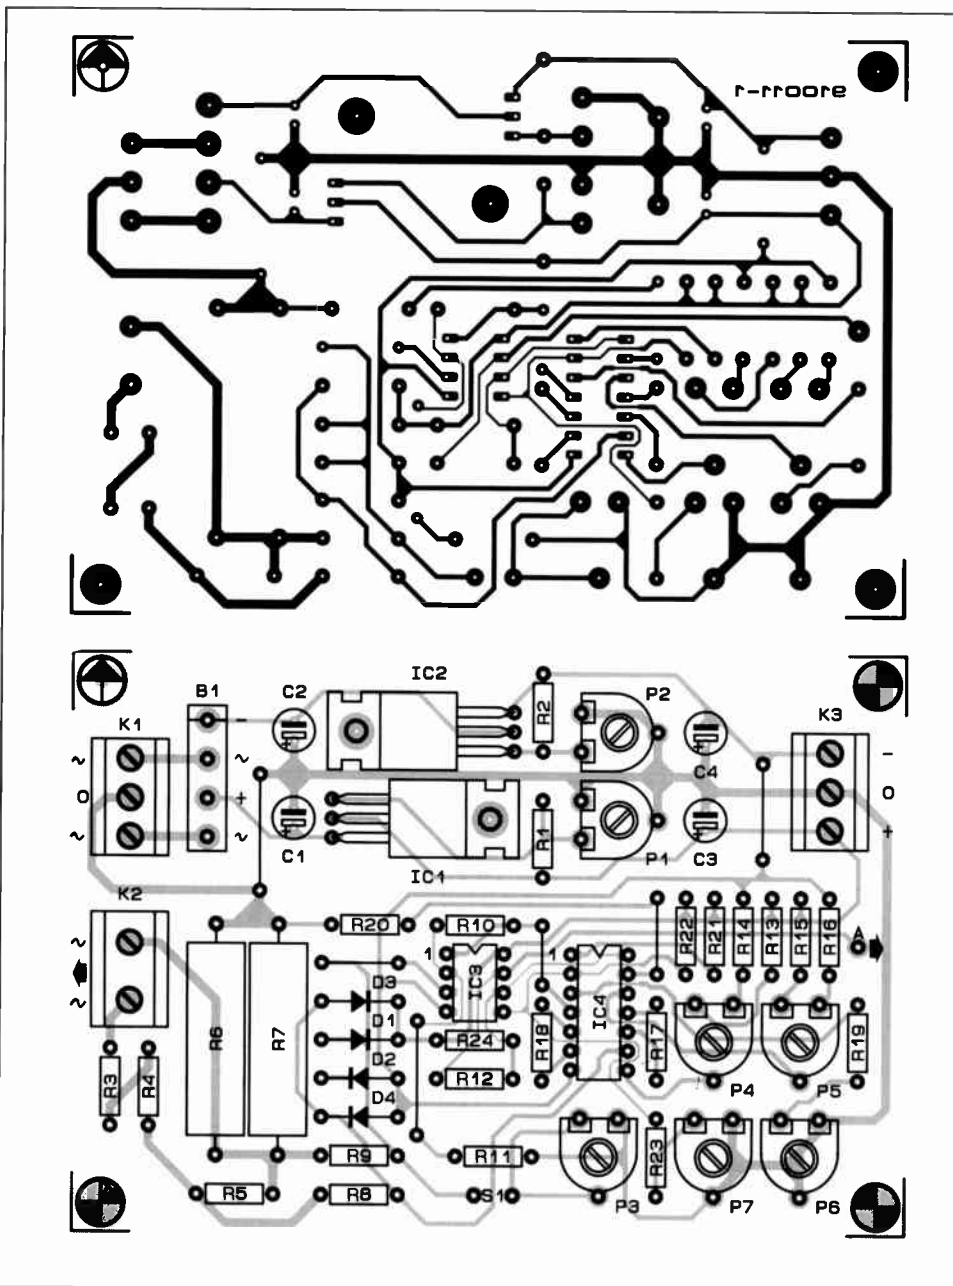 910011-1
IC2
B1
C2
P2
K1
K3
-
R2
~
~
-
C4
O
+
O
~
~
C1
R1
P1
C3
+
IC1
K2
R20
R10
R22
R21
R14
R13
R15
R16
A
~
1
1
D3
IC3
IC4
~
D1
R6
R7
R24
R18
R17
R19
D2
R3
R4
R12
P4
P5
D4
R9
R11
R23
R5
R8
S1
P3
P7
P6